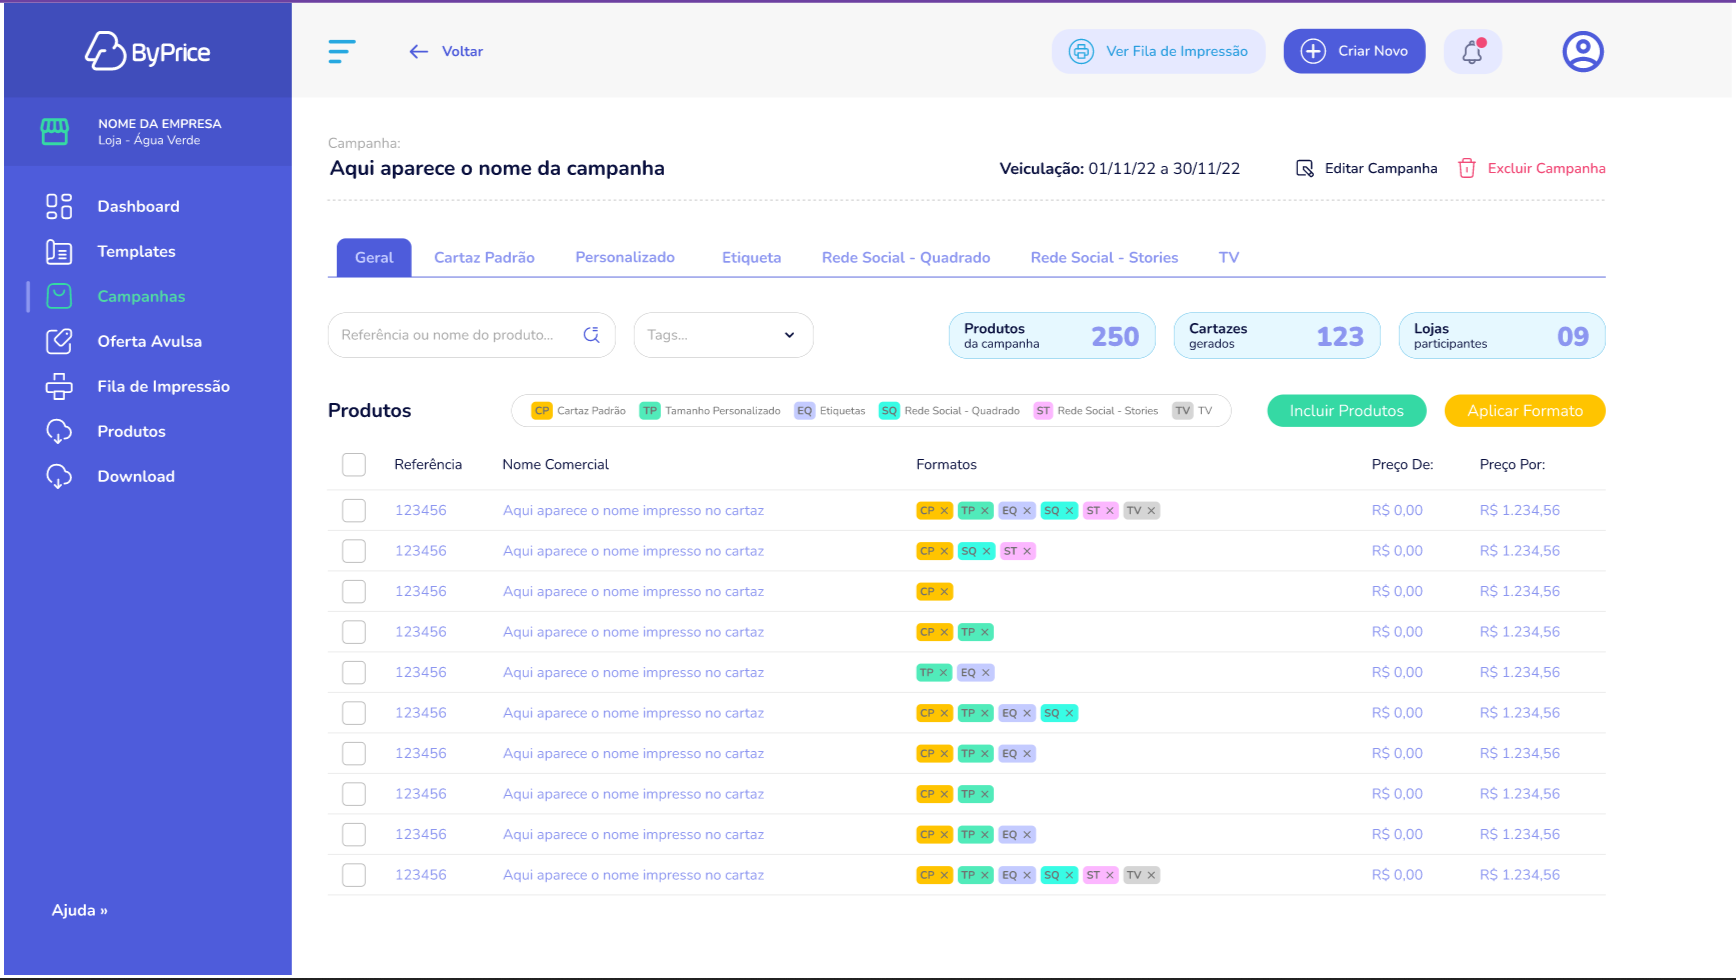 ByPrice
NOME DA EMPRESA
Loja - Água Verde
Dashboard
Templates
Campanhas
Oferta Avulsa
Fila de Impressão
Produtos
Download
Ajuda »
Voltar
Ver Fila de Impressão
Criar Novo
Campanha:
Aqui aparece o nome da campanha
Veiculação: 01/11/22 a 30/11/22
Editar Campanha
Excluir Campanha
Geral Cartaz Padrão Personalizado Etiqueta Rede Social - Quadrado Rede Social - Stories TV
Referência ou nome do produto...
Tags...
Produtos
da campanha
250
Cartazes
gerados
123
Lojas
participantes
09
Produtos
CP Cartaz Padrão TP Tamanho Personalizado EQ Etiquetas SQ Rede Social - Quadrado ST Rede Social - Stories TV TV
Incluir Produtos
Aplicar Formato
Referência Nome Comercial Formatos Preço De: Preço Por:
123456 Aqui aparece o nome impresso no cartaz CP × TP × EQ × SQ × ST × TV × R$ 0,00 R$ 1.234,56
123456 Aqui aparece o nome impresso no cartaz CP × SQ × ST × R$ 0,00 R$ 1.234,56
123456 Aqui aparece o nome impresso no cartaz CP × R$ 0,00 R$ 1.234,56
123456 Aqui aparece o nome impresso no cartaz CP × TP × R$ 0,00 R$ 1.234,56
123456 Aqui aparece o nome impresso no cartaz TP × EQ × R$ 0,00 R$ 1.234,56
123456 Aqui aparece o nome impresso no cartaz CP × TP × EQ × SQ × R$ 0,00 R$ 1.234,56
123456 Aqui aparece o nome impresso no cartaz CP × TP × EQ × R$ 0,00 R$ 1.234,56
123456 Aqui aparece o nome impresso no cartaz CP × TP × R$ 0,00 R$ 1.234,56
123456 Aqui aparece o nome impresso no cartaz CP × TP × EQ × R$ 0,00 R$ 1.234,56
123456 Aqui aparece o nome impresso no cartaz CP × TP × EQ × SQ × ST × TV × R$ 0,00 R$ 1.234,56